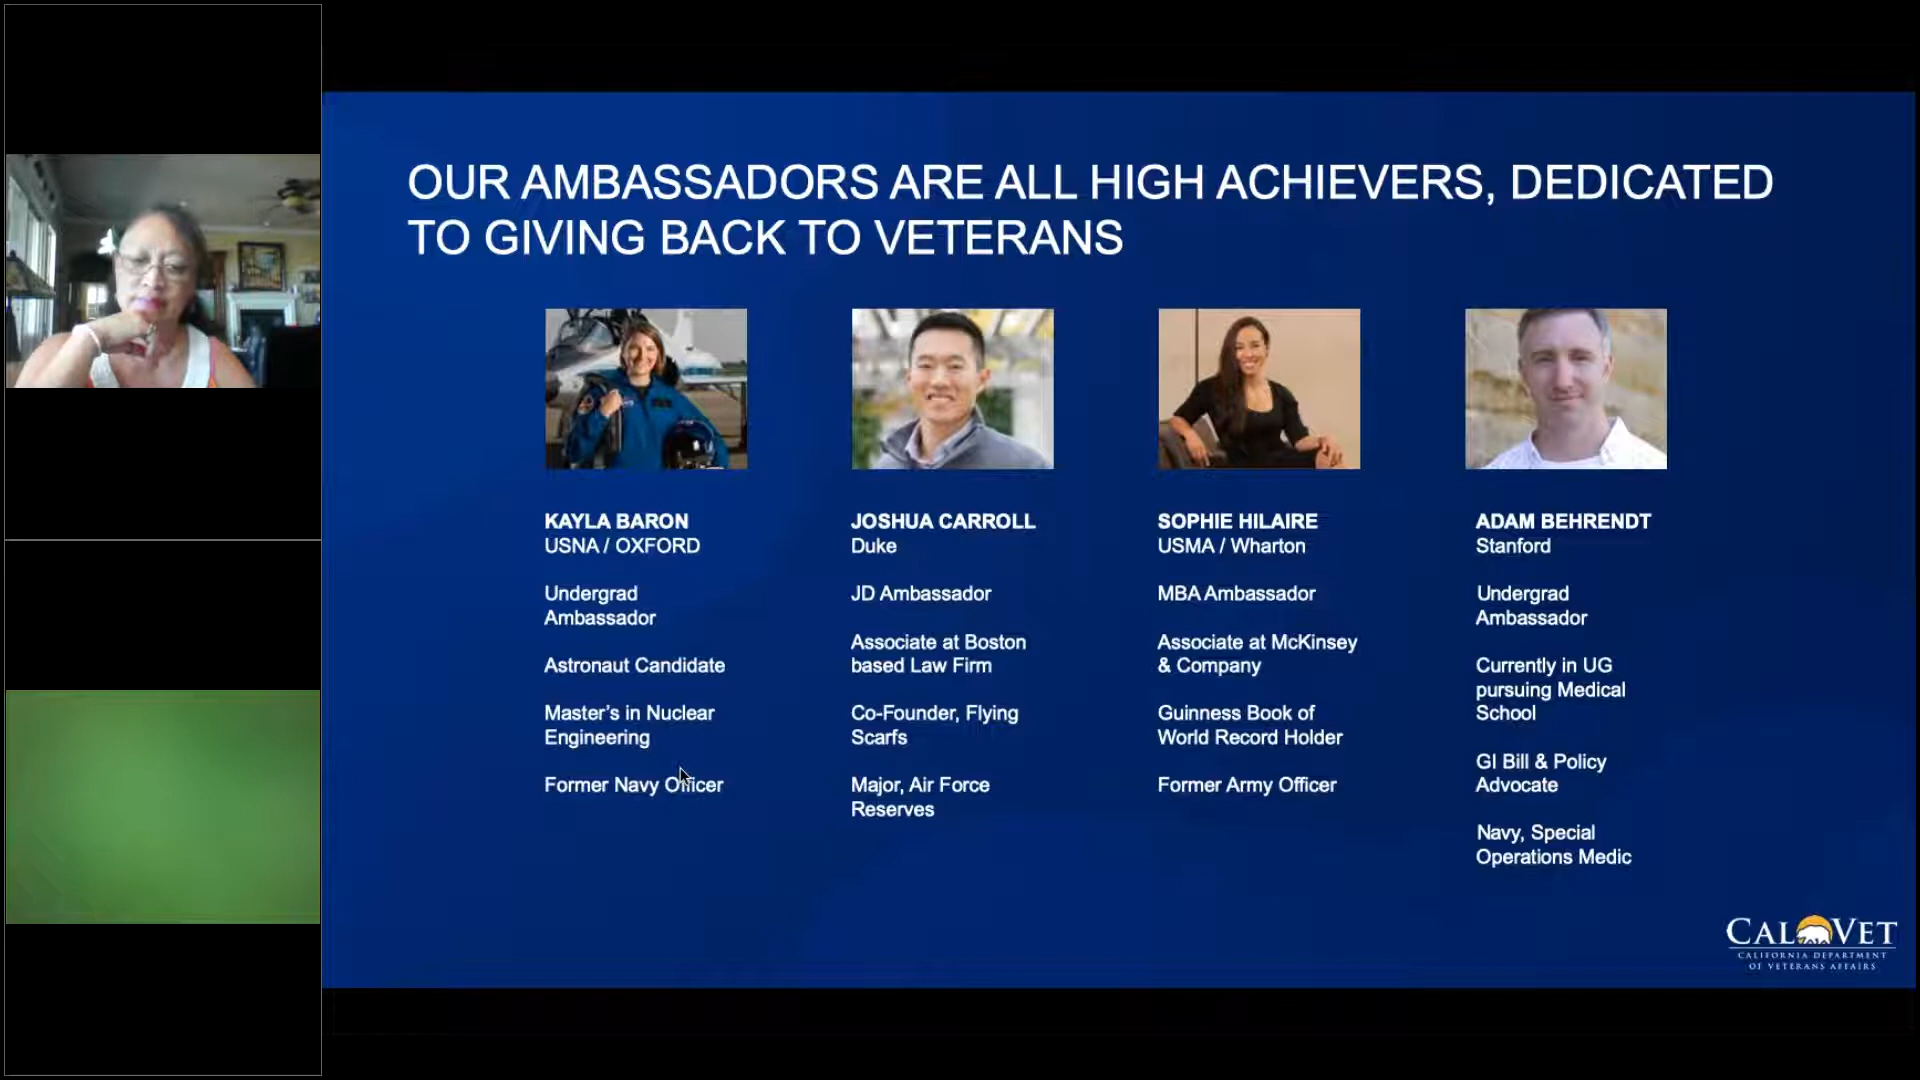 OUR AMBASSADORS ARE ALL HIGH ACHIEVERS, DEDICATED
TO GIVING BACK TO VETERANS
KAYLA BARON
USNA / OXFORD
Undergrad
Ambassador
Astronaut Candidate
Master's in Nuclear
Engineering
Former Navy Officer
JOSHUA CARROLL
Duke
JD Ambassador
Associate at Boston
based Law Firm
Co-Founder, Flying
Scarfs
Major, Air Force
Reserves
SOPHIE HILAIRE
USMA / Wharton
MBA Ambassador
Associate at McKinsey
& Company
Guinness Book of
World Record Holder
Former Army Officer
ADAM BEHRENDT
Stanford
Undergrad
Ambassador
Currently in UG
pursuing Medical
School
GI Bill & Policy
Advocate
Navy, Special
Operations Medic
CALVET
CALIFORNIA DEPARTMENT
OF VETERANS AFFAIRS